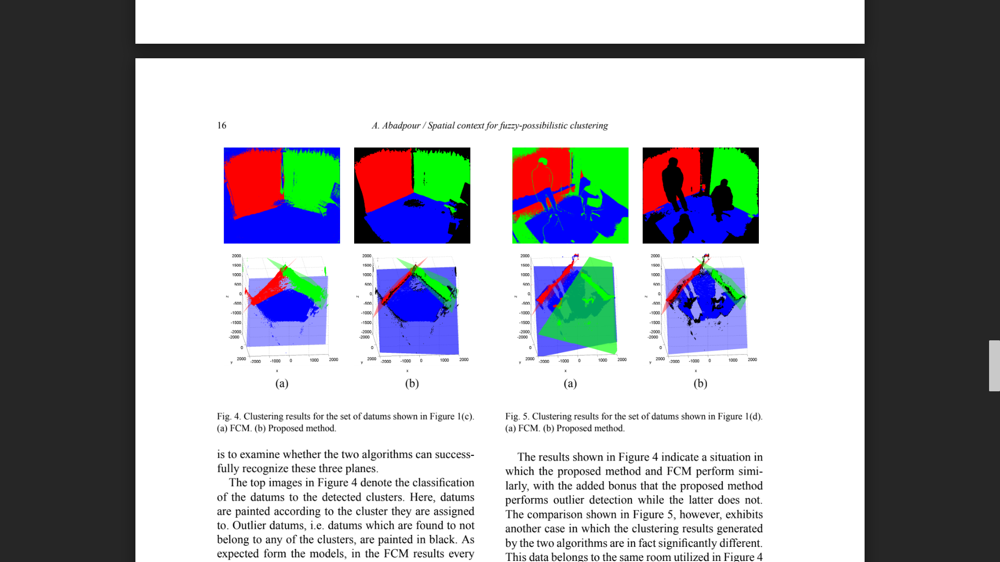 16
A. Abadpour / Spatial context for fuzzy-possibilistic clustering
2000
1500
1000
500
0
-500
-1000
-1500
-2000
-2000
0
2000
z
y
-2000
-1000
0
1000
2000
x
(a)
2000
1500
1000
500
0
-500
-1000
-1500
-2000
-2000
0
2000
z
y
-2000
-1000
0
1000
2000
x
(b)
Fig. 4. Clustering results for the set of datums shown in Figure 1(c).
(a) FCM. (b) Proposed method.
is to examine whether the two algorithms can success-
fully recognize these three planes.
The top images in Figure 4 denote the classification
of the datums to the detected clusters. Here, datums
are painted according to the cluster they are assigned
to. Outlier datums, i.e. datums which are found to not
belong to any of the clusters, are painted in black. As
expected form the models, in the FCM results every
2000
1500
1000
500
0
-500
-1000
-1500
-2000
-2000
0
2000
z
y
-2000
-1000
0
1000
2000
x
(a)
2000
1500
1000
500
0
-500
-1000
-1500
-2000
-2000
0
2000
z
y
-2000
-1000
0
1000
2000
x
(b)
Fig. 5. Clustering results for the set of datums shown in Figure 1(d).
(a) FCM. (b) Proposed method.
The results shown in Figure 4 indicate a situation in
which the proposed method and FCM perform simi-
larly, with the added bonus that the proposed method
performs outlier detection while the latter does not.
The comparison shown in Figure 5, however, exhibits
another case in which the clustering results generated
by the two algorithms are in fact significantly different.
This data belongs to the same room utilized in Figure 4